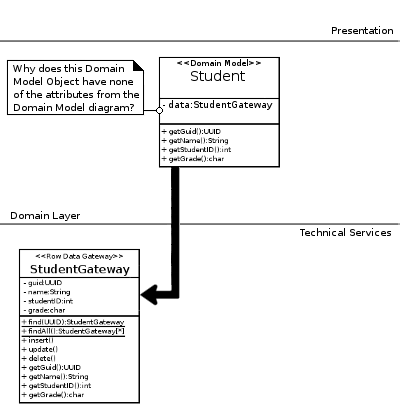 Presentation
Why does this Domain
Model Object have none
of the attributes from the
Domain Model diagram?
<<Domain Model>>
Student
- data:StudentGateway
+ getGuid():UUID
+ getName():String
+ getStudentID():int
+ getGrade():char
Domain Layer
Technical Services
<<Row Data Gateway>>
StudentGateway
- guid:UUID
- name:String
- studentID:int
- grade:char
+ find(UUID):StudentGateway
+ findAll():StudentGateway[*]
+ insert()
+ update()
+ delete()
+ getGuid():UUID
+ getName():String
+ getStudentID():int
+ getGrade():char